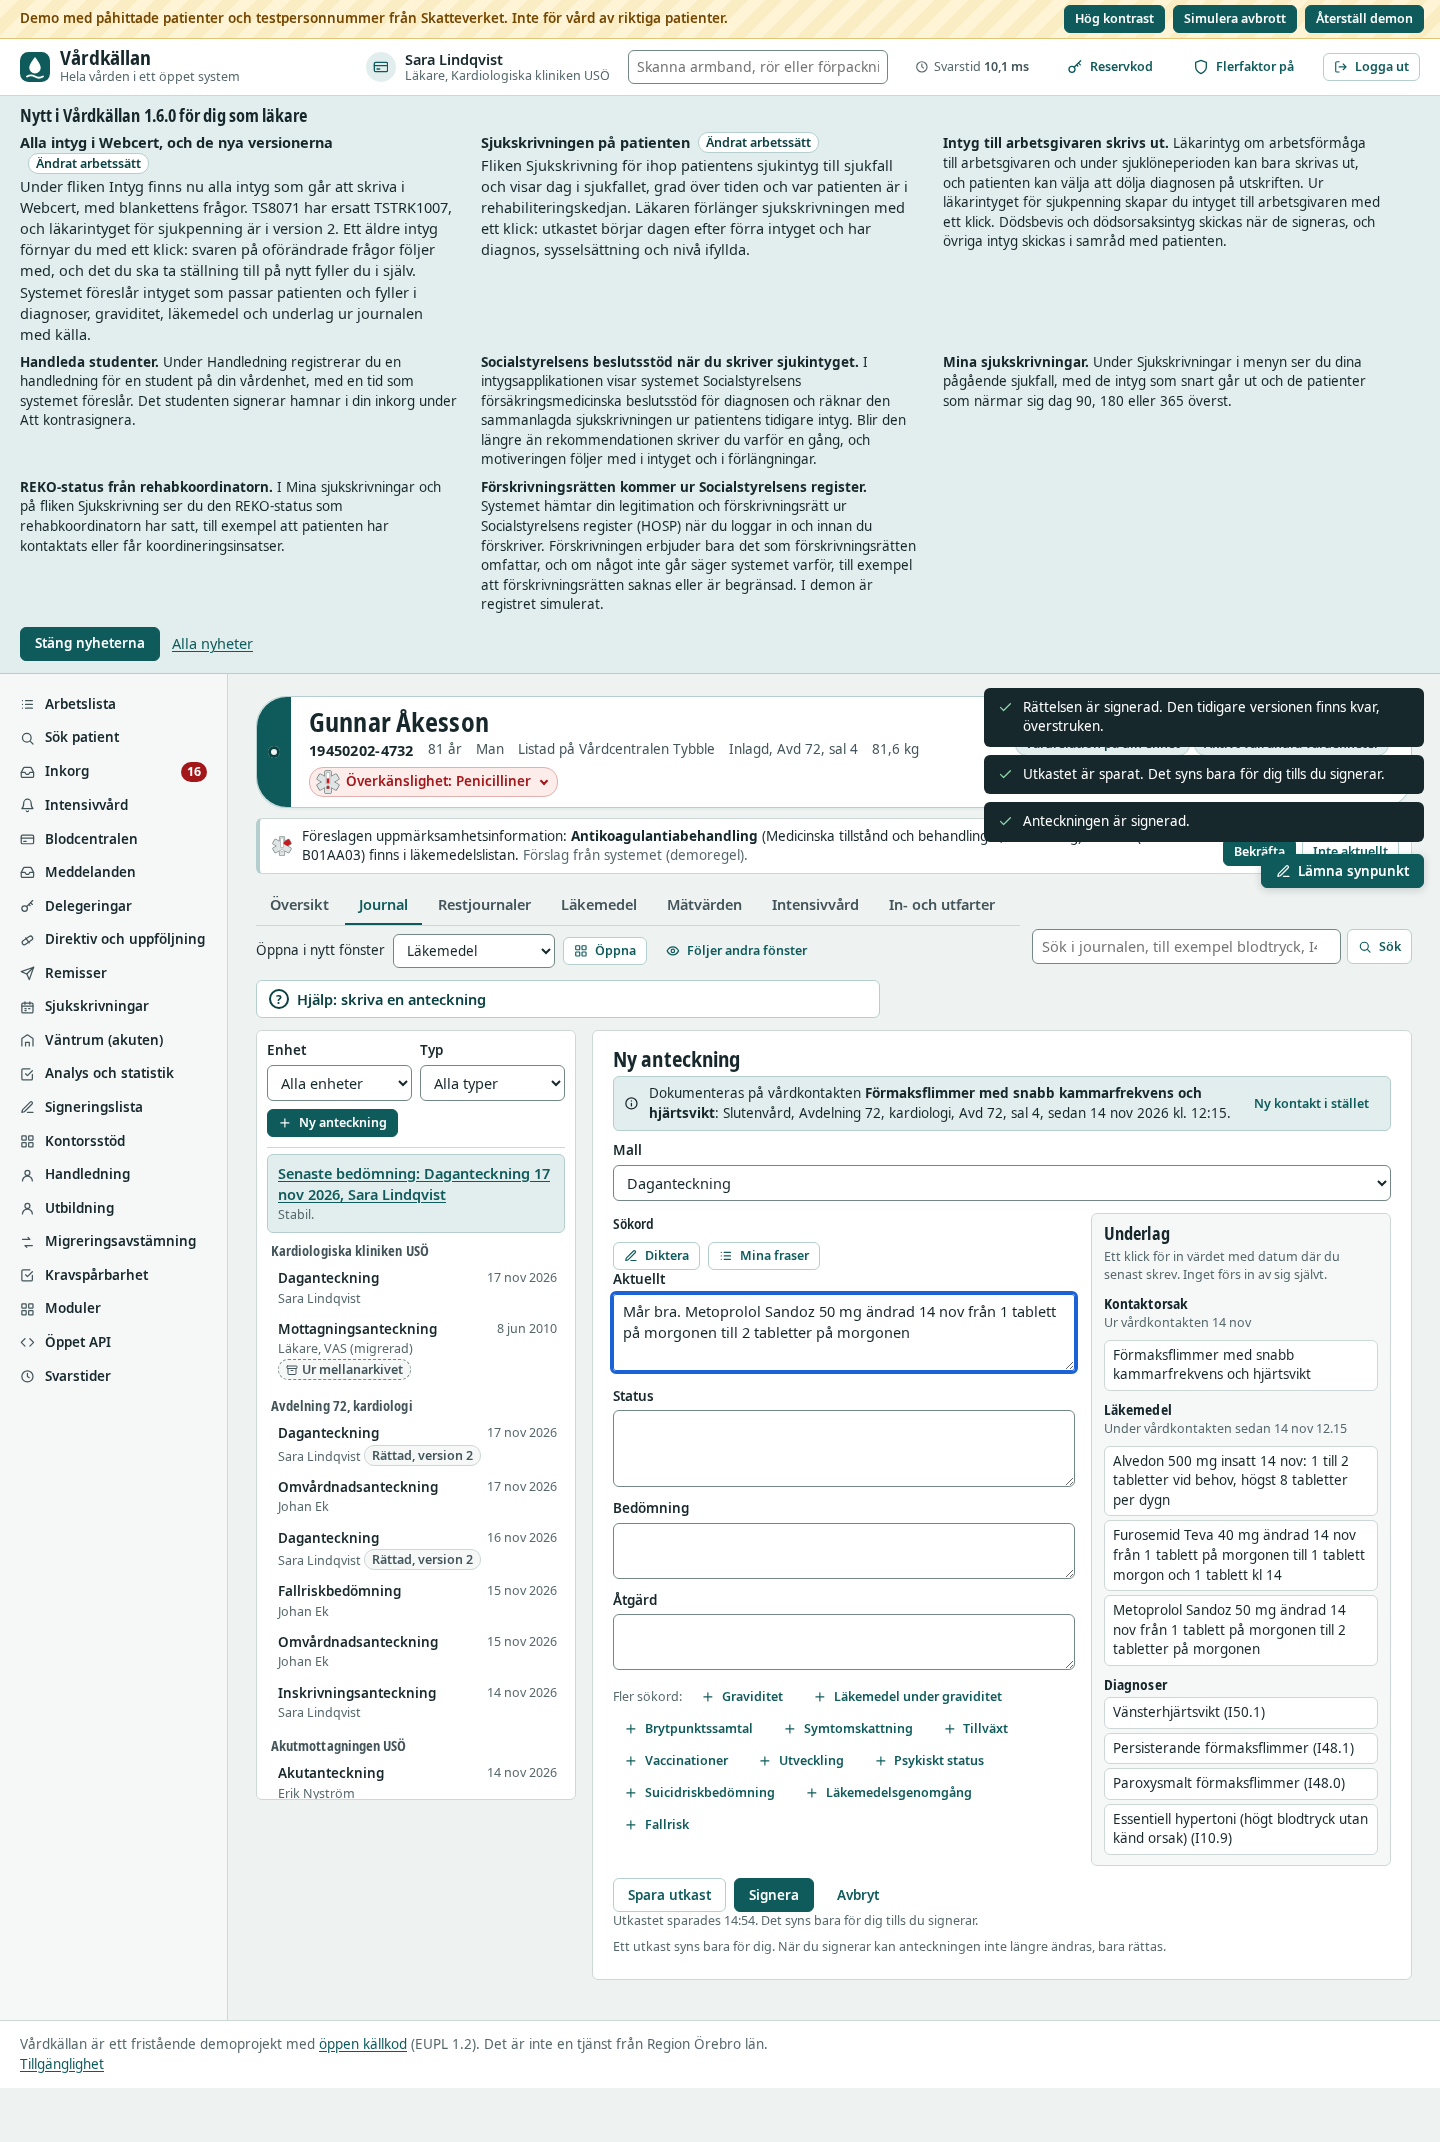 Demo med påhittade patienter och testpersonnummer från Skatteverket. Inte för vård av riktiga patienter.
Hög kontrast
Simulera avbrott
Återställ demon
Vårdkällan
Hela vården i ett öppet system
Sara Lindqvist
Läkare, Kardiologiska kliniken USÖ
Skanna armband, rör eller förpackni
Svarstid 10,1 ms
Reservkod
Flerfaktor på
Logga ut
Nytt i Vårdkällan 1.6.0 för dig som läkare
Alla intyg i Webcert, och de nya versionerna
Ändrat arbetssätt
Under fliken Intyg finns nu alla intyg som går att skriva i
Webcert, med blankettens frågor. TS8071 har ersatt TSTRK1007,
och läkarintyget för sjukpenning är i version 2. Ett äldre intyg
förnyar du med ett klick: svaren på oförändrade frågor följer
med, och det du ska ta ställning till på nytt fyller du i själv.
Systemet föreslår intyget som passar patienten och fyller i
diagnoser, graviditet, läkemedel och underlag ur journalen
med källa.
Sjukskrivningen på patienten
Ändrat arbetssätt
Fliken Sjukskrivning för ihop patientens sjukintyg till sjukfall
och visar dag i sjukfallet, grad över tiden och var patienten är i
rehabiliteringskedjan. Läkaren förlänger sjukskrivningen med
ett klick: utkastet börjar dagen efter förra intyget och har
diagnos, sysselsättning och nivå ifyllda.
Intyg till arbetsgivaren skrivs ut. Läkarintyg om arbetsförmåga
till arbetsgivaren och under sjuklöneperioden kan bara skrivas ut,
och patienten kan välja att dölja diagnosen på utskriften. Ur
läkarintyget för sjukpenning skapar du intyget till arbetsgivaren med
ett klick. Dödsbevis och dödsorsaksintyg skickas när de signeras, och
övriga intyg skickas i samråd med patienten.
Handleda studenter. Under Handledning registrerar du en
handledning för en student på din vårdenhet, med en tid som
systemet föreslår. Det studenten signerar hamnar i din inkorg under
Att kontrasignera.
Socialstyrelsens beslutsstöd när du skriver sjukintyget. I
intygsapplikationen visar systemet Socialstyrelsens
försäkringsmedicinska beslutsstöd för diagnosen och räknar den
sammanlagda sjukskrivningen ur patientens tidigare intyg. Blir den
längre än rekommendationen skriver du varför en gång, och
motiveringen följer med i intyget och i förlängningar.
Mina sjukskrivningar. Under Sjukskrivningar i menyn ser du dina
pågående sjukfall, med de intyg som snart går ut och de patienter
som närmar sig dag 90, 180 eller 365 överst.
REKO-status från rehabkoordinatorn. I Mina sjukskrivningar och
på fliken Sjukskrivning ser du den REKO-status som
rehabkoordinatorn har satt, till exempel att patienten har
kontaktats eller får koordineringsinsatser.
Förskrivningsrätten kommer ur Socialstyrelsens register.
Systemet hämtar din legitimation och förskrivningsrätt ur
Socialstyrelsens register (HOSP) när du loggar in och innan du
förskriver. Förskrivningen erbjuder bara det som förskrivningsrätten
omfattar, och om något inte går säger systemet varför, till exempel
att förskrivningsrätten saknas eller är begränsad. I demon är
registret simulerat.
Stäng nyheterna
Alla nyheter
Arbetslista
Sök patient
Inkorg
16
Intensivvård
Blodcentralen
Meddelanden
Delegeringar
Direktiv och uppföljning
Remisser
Sjukskrivningar
Väntrum (akuten)
Analys och statistik
Signeringslista
Kontorsstöd
Handledning
Utbildning
Migreringsavstämning
Kravspårbarhet
Moduler
Öppet API
Svarstider
Gunnar Åkesson
19450202-4732 81 år Man Listad på Vårdcentralen Tybble Inlagd, Avd 72, sal 4 81,6 kg
Överkänslighet: Penicilliner
Rättelsen är signerad. Den tidigare versionen finns kvar,
överstruken.
Utkastet är sparat. Det syns bara för dig tills du signerar.
Anteckningen är signerad.
Föreslagen uppmärksamhetsinformation: Antikoagulantiabehandling (Medicinska tillstånd och behandling
B01AA03) finns i läkemedelslistan. Förslag från systemet (demoregel).
Bekräfta
Inte aktuellt
Lämna synpunkt
Översikt
Journal
Restjournaler
Läkemedel
Mätvärden
Intensivvård
In- och utfarter
Öppna i nytt fönster
Läkemedel
Öppna
Följer andra fönster
Sök i journalen, till exempel blodtryck, I
Sök
? Hjälp: skriva en anteckning
Enhet
Typ
Alla enheter
Alla typer
Ny anteckning
Senaste bedömning: Daganteckning 17
nov 2026, Sara Lindqvist
Stabil.
Kardiologiska kliniken USÖ
Daganteckning 17 nov 2026
Sara Lindqvist
Mottagningsanteckning 8 jun 2010
Läkare, VAS (migrerad)
Ur mellanarkivet
Avdelning 72, kardiologi
Daganteckning 17 nov 2026
Sara Lindqvist Rättad, version 2
Omvårdnadsanteckning 17 nov 2026
Johan Ek
Daganteckning 16 nov 2026
Sara Lindqvist Rättad, version 2
Fallriskbedömning 15 nov 2026
Johan Ek
Omvårdnadsanteckning 15 nov 2026
Johan Ek
Inskrivningsanteckning 14 nov 2026
Sara Lindqvist
Akutmottagningen USÖ
Akutanteckning 14 nov 2026
Erik Nyström
Ny anteckning
Dokumenteras på vårdkontakten Förmaksflimmer med snabb kammarfrekvens och
hjärtsvikt: Slutenvård, Avdelning 72, kardiologi, Avd 72, sal 4, sedan 14 nov 2026 kl. 12:15.
Ny kontakt i stället
Mall
Daganteckning
Sökord
Diktera
Mina fraser
Aktuellt
Mår bra. Metoprolol Sandoz 50 mg ändrad 14 nov från 1 tablett
på morgonen till 2 tabletter på morgonen
Status
Bedömning
Åtgärd
Fler sökord:
Graviditet
Läkemedel under graviditet
Brytpunktssamtal
Symtomskattning
Tillväxt
Vaccinationer
Utveckling
Psykiskt status
Suicidriskbedömning
Läkemedelsgenomgång
Fallrisk
Underlag
Ett klick för in värdet med datum där du
senast skrev. Inget förs in av sig självt.
Kontaktorsak
Ur vårdkontakten 14 nov
Förmaksflimmer med snabb
kammarfrekvens och hjärtsvikt
Läkemedel
Under vårdkontakten sedan 14 nov 12.15
Alvedon 500 mg insatt 14 nov: 1 till 2
tabletter vid behov, högst 8 tabletter
per dygn
Furosemid Teva 40 mg ändrad 14 nov
från 1 tablett på morgonen till 1 tablett
morgon och 1 tablett kl 14
Metoprolol Sandoz 50 mg ändrad 14
nov från 1 tablett på morgonen till 2
tabletter på morgonen
Diagnoser
Vänsterhjärtsvikt (I50.1)
Persisterande förmaksflimmer (I48.1)
Paroxysmalt förmaksflimmer (I48.0)
Essentiell hypertoni (högt blodtryck utan
känd orsak) (I10.9)
Spara utkast
Signera
Avbryt
Utkastet sparades 14:54. Det syns bara för dig tills du signerar.
Ett utkast syns bara för dig. När du signerar kan anteckningen inte längre ändras, bara rättas.
Vårdkällan är ett fristående demoprojekt med öppen källkod (EUPL 1.2). Det är inte en tjänst från Region Örebro län.
Tillgänglighet